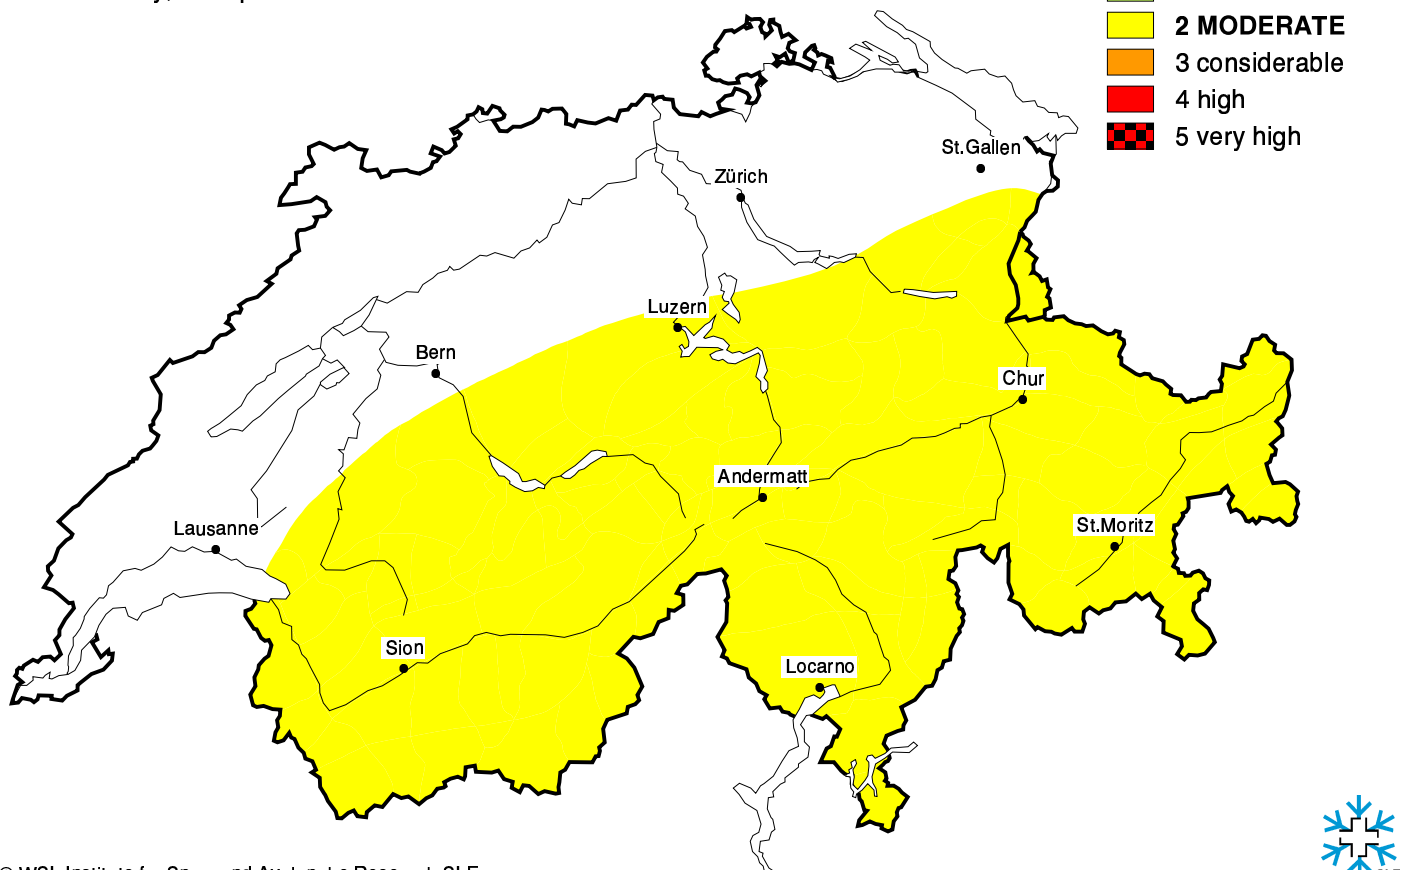 2 MODERATE
3 considerable
4 high
5 very high
St.Gallen
Zürich
Luzern
Bern
Chur
Andermatt
St.Moritz
Lausanne
Sion
Locarno